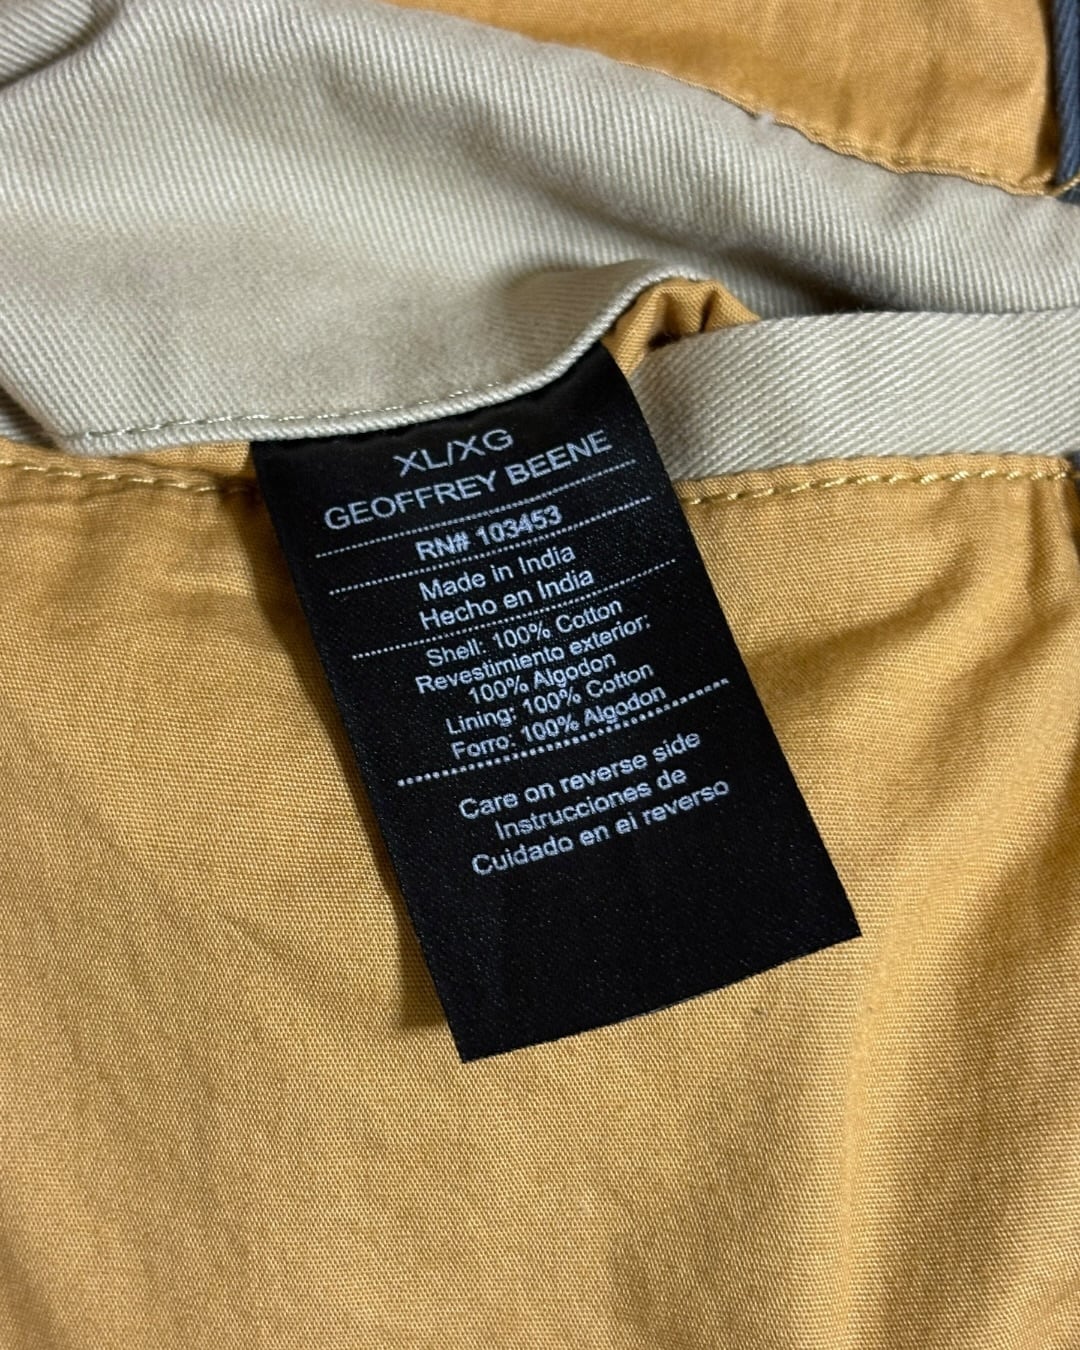 XL/XG
GEOFFREY BEENE
RN# 103453
Made in India
Hecho en India
Shell: 100% Cotton
Revestimiento exterior:
100% Algodon
Lining: 100% Cotton
Forro: 100% Algodon
Care on reverse side
Instrucciones de
Cuidado en el reverso